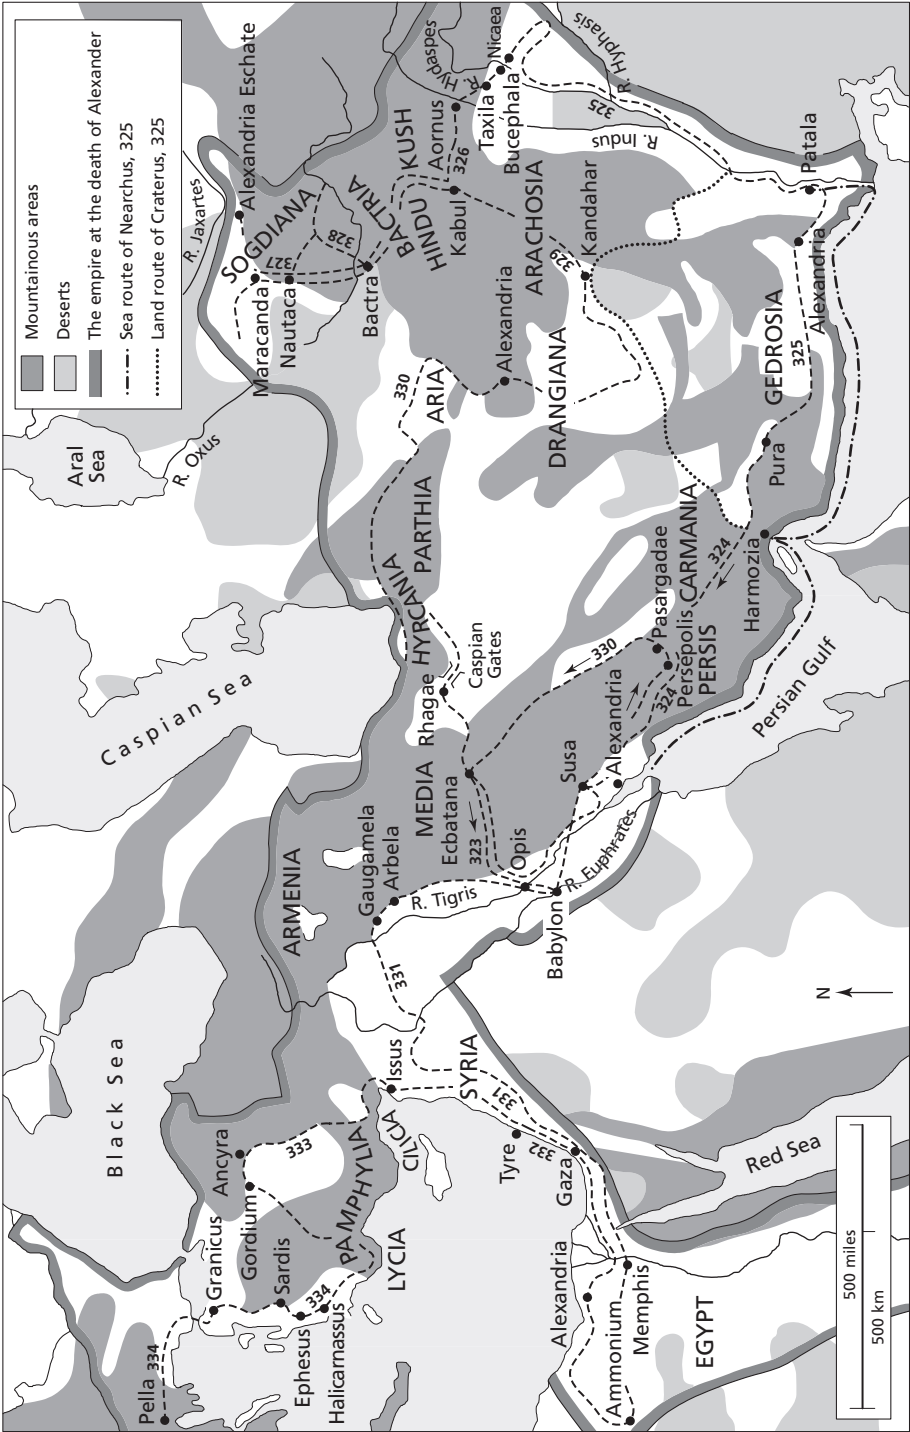 Mountainous areas
Deserts
The empire at the death of Alexander
Sea route of Nearchus, 325
Land route of Craterus, 325
Pella
334
Black Sea
Granicus
Gordium
Ancyra
333
Sardis
Ephesus
334
Halicarnassus
PAMPHYLIA
LYCIA
CILICIA
Issus
SYRIA
331
331
Tyre
332
Gaza
Alexandria
Ammonium
Memphis
EGYPT
Red Sea
500 miles
500 km
N
ARMENIA
Gaugamela
Arbela
R. Tigris
Caspian Sea
MEDIA
Ecbatana
323
Opis
Babylon
R. Euphrates
Susa
Alexandria
Rhagae
Caspian
Gates
HYRCANIA
PARTHIA
330
324
Persepolis
Pasargadae
PERSIS
CARMANIA
324
Harmozia
Persian Gulf
Aral
Sea
R. Oxus
330
ARIA
Alexandria
DRANGIANA
Pura
GEDROSIA
325
Alexandria
Patala
R. Jaxartes
Alexandria Eschate
SOGDIANA
Maracanda
327
Nautaca
328
Bactra
BACTRIA
HINDU KUSH
Kabul
Aornus
326
R. Hydaspes
Nicaea
Taxila
Bucephala
ARACHOSIA
Kandahar
329
R. Indus
325
R. Hyphasis